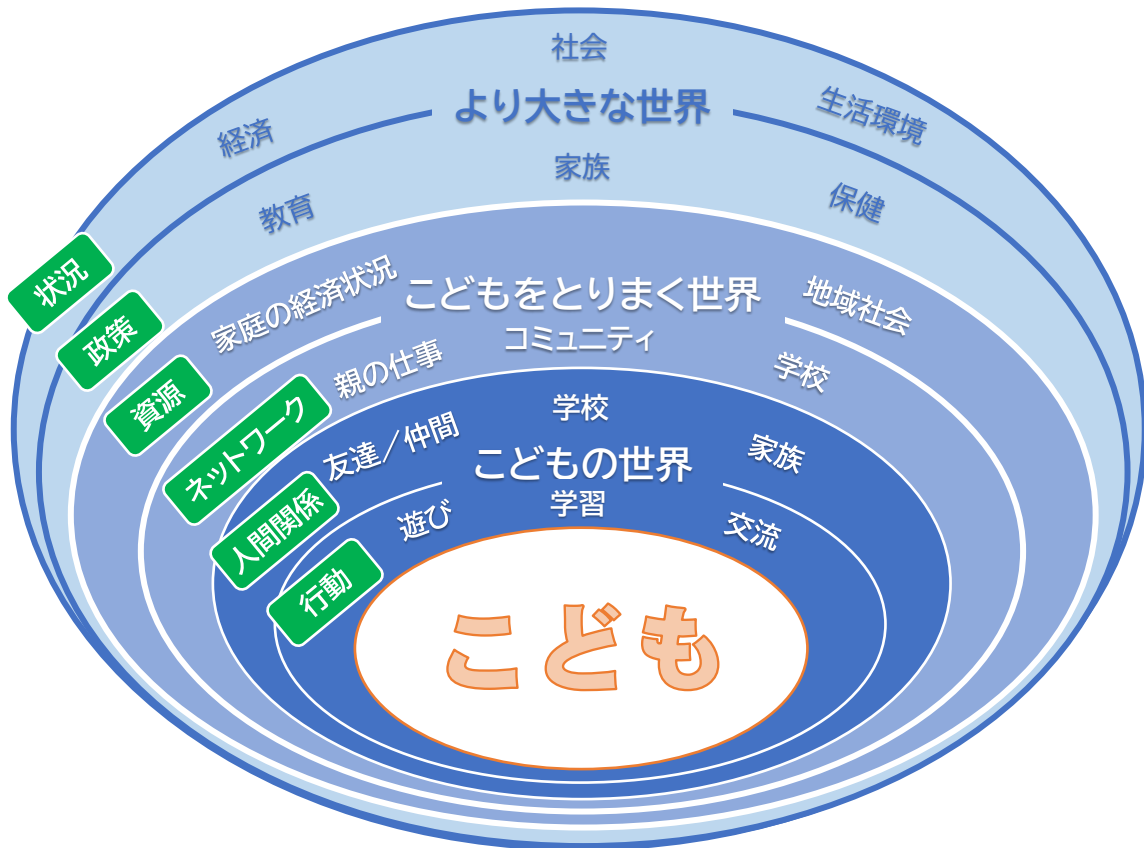 社会
より大きな世界
経済
生活環境
家族
教育
保健
状況
政策
こどもをとりまく世界
家庭の経済状況
地域社会
コミュニティ
親の仕事
学校
資源
ネットワーク
学校
こどもの世界
友達／仲間
家族
学習
遊び
交流
人間関係
行動
こども